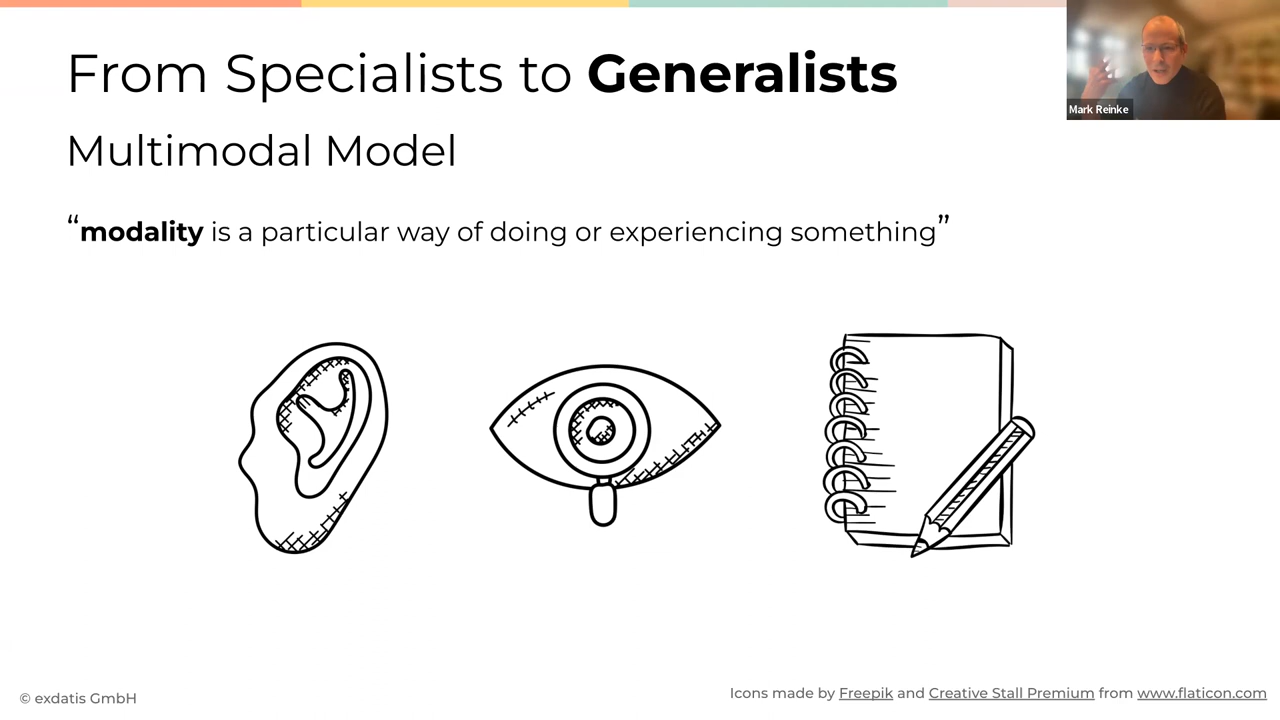 From Specialists to Generalists
Mark Reinke
Multimodal Model
“modality is a particular way of doing or experiencing something”
© exdatis GmbH
Icons made by Freepik and Creative Stall Premium from www.flaticon.com